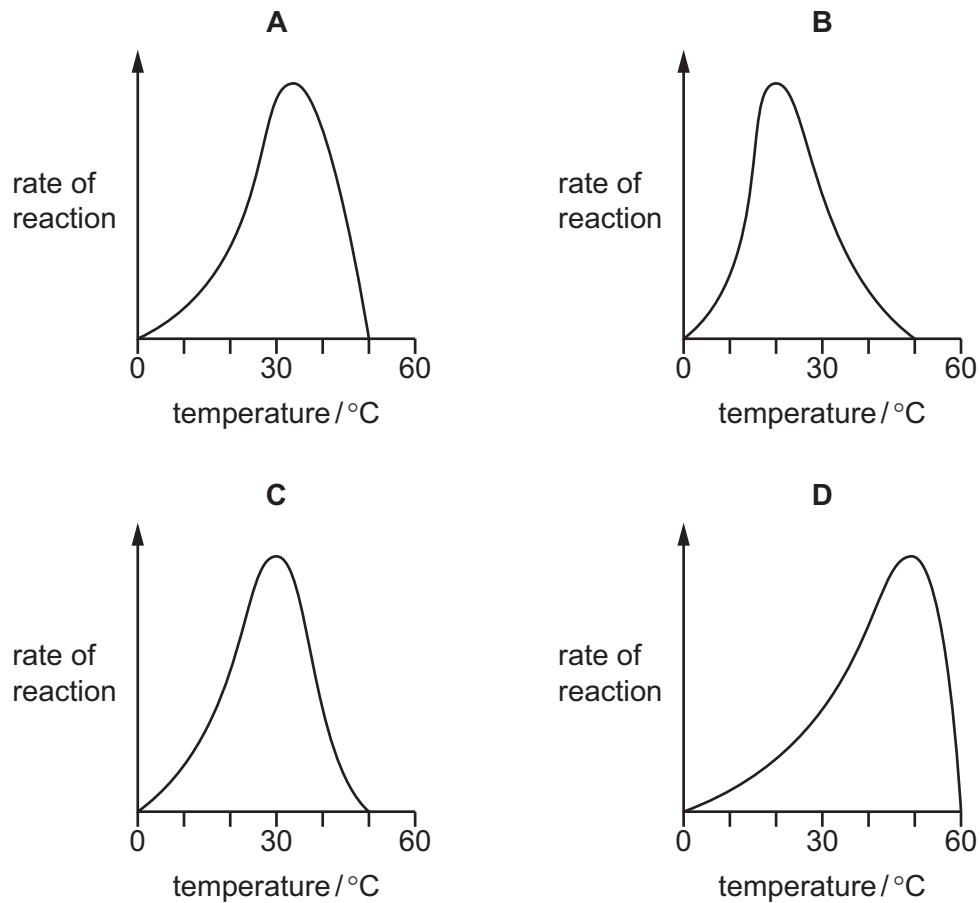 A
rate of
reaction
0 30 60
temperature / °C
B
rate of
reaction
0 30 60
temperature / °C
C
rate of
reaction
0 30 60
temperature / °C
D
rate of
reaction
0 30 60
temperature / °C